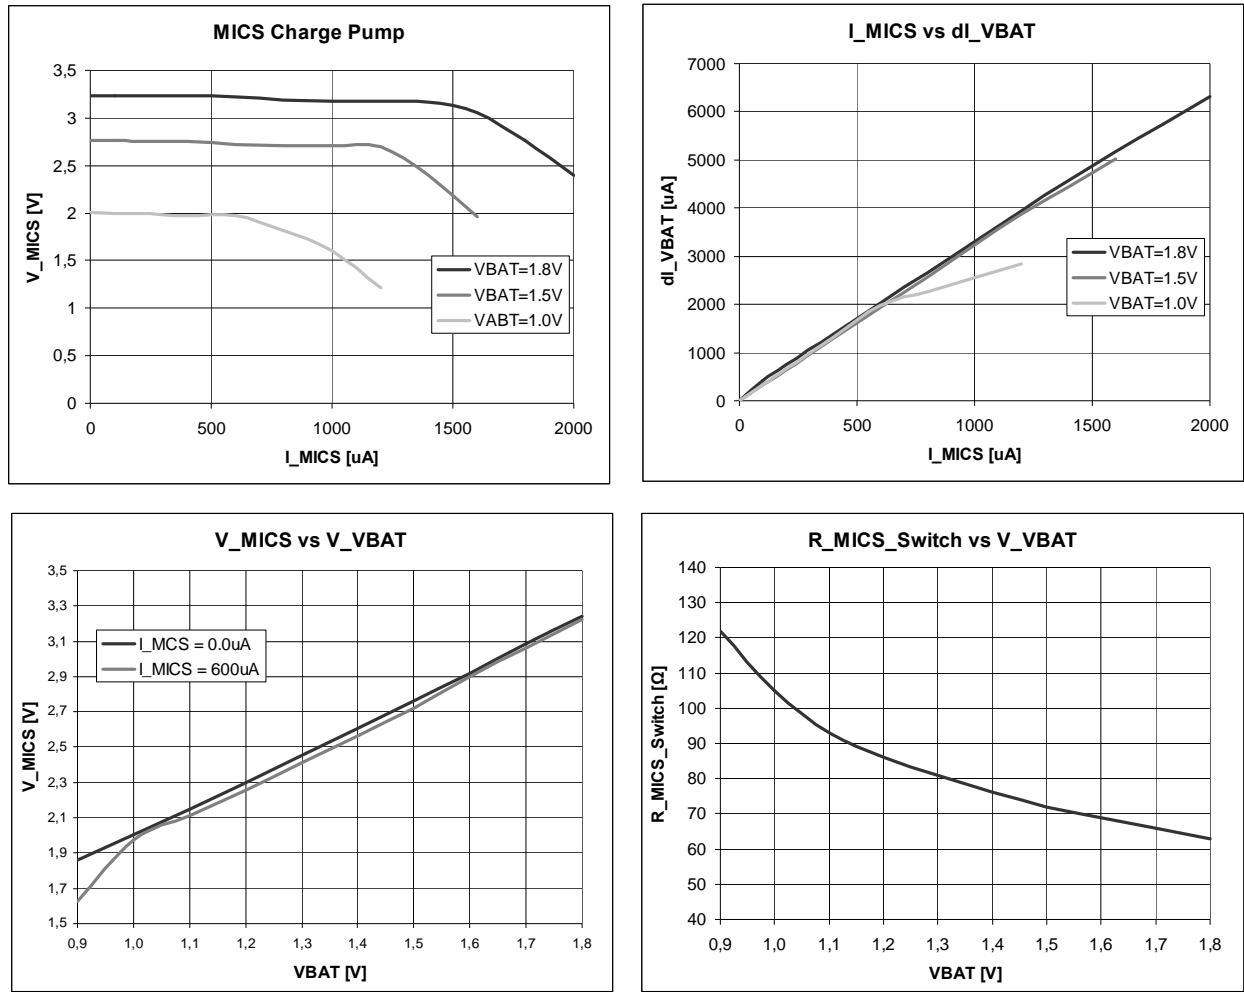 MICS Charge Pump
V_MICS [V]
3,5
3
2,5
2
1,5
1
0,5
0
VBAT=1.8V
VBAT=1.5V
VABT=1.0V
0 500 1000 1500 2000
I_MICS [uA]
I_MICS vs dI_VBAT
dI_VBAT [uA]
7000
6000
5000
4000
3000
2000
1000
0
VBAT=1.8V
VBAT=1.5V
VBAT=1.0V
0 500 1000 1500 2000
I_MICS [uA]
V_MICS vs V_VBAT
V_MICS [V]
3,5
3,3
3,1
2,9
2,7
2,5
2,3
2,1
1,9
1,7
1,5
I_MCS = 0.0uA
I_MICS = 600uA
0,9 1,0 1,1 1,2 1,3 1,4 1,5 1,6 1,7 1,8
VBAT [V]
R_MICS_Switch vs V_VBAT
R_MICS_Switch [Ω]
140
130
120
110
100
90
80
70
60
50
40
0,9 1,0 1,1 1,2 1,3 1,4 1,5 1,6 1,7 1,8
VBAT [V]